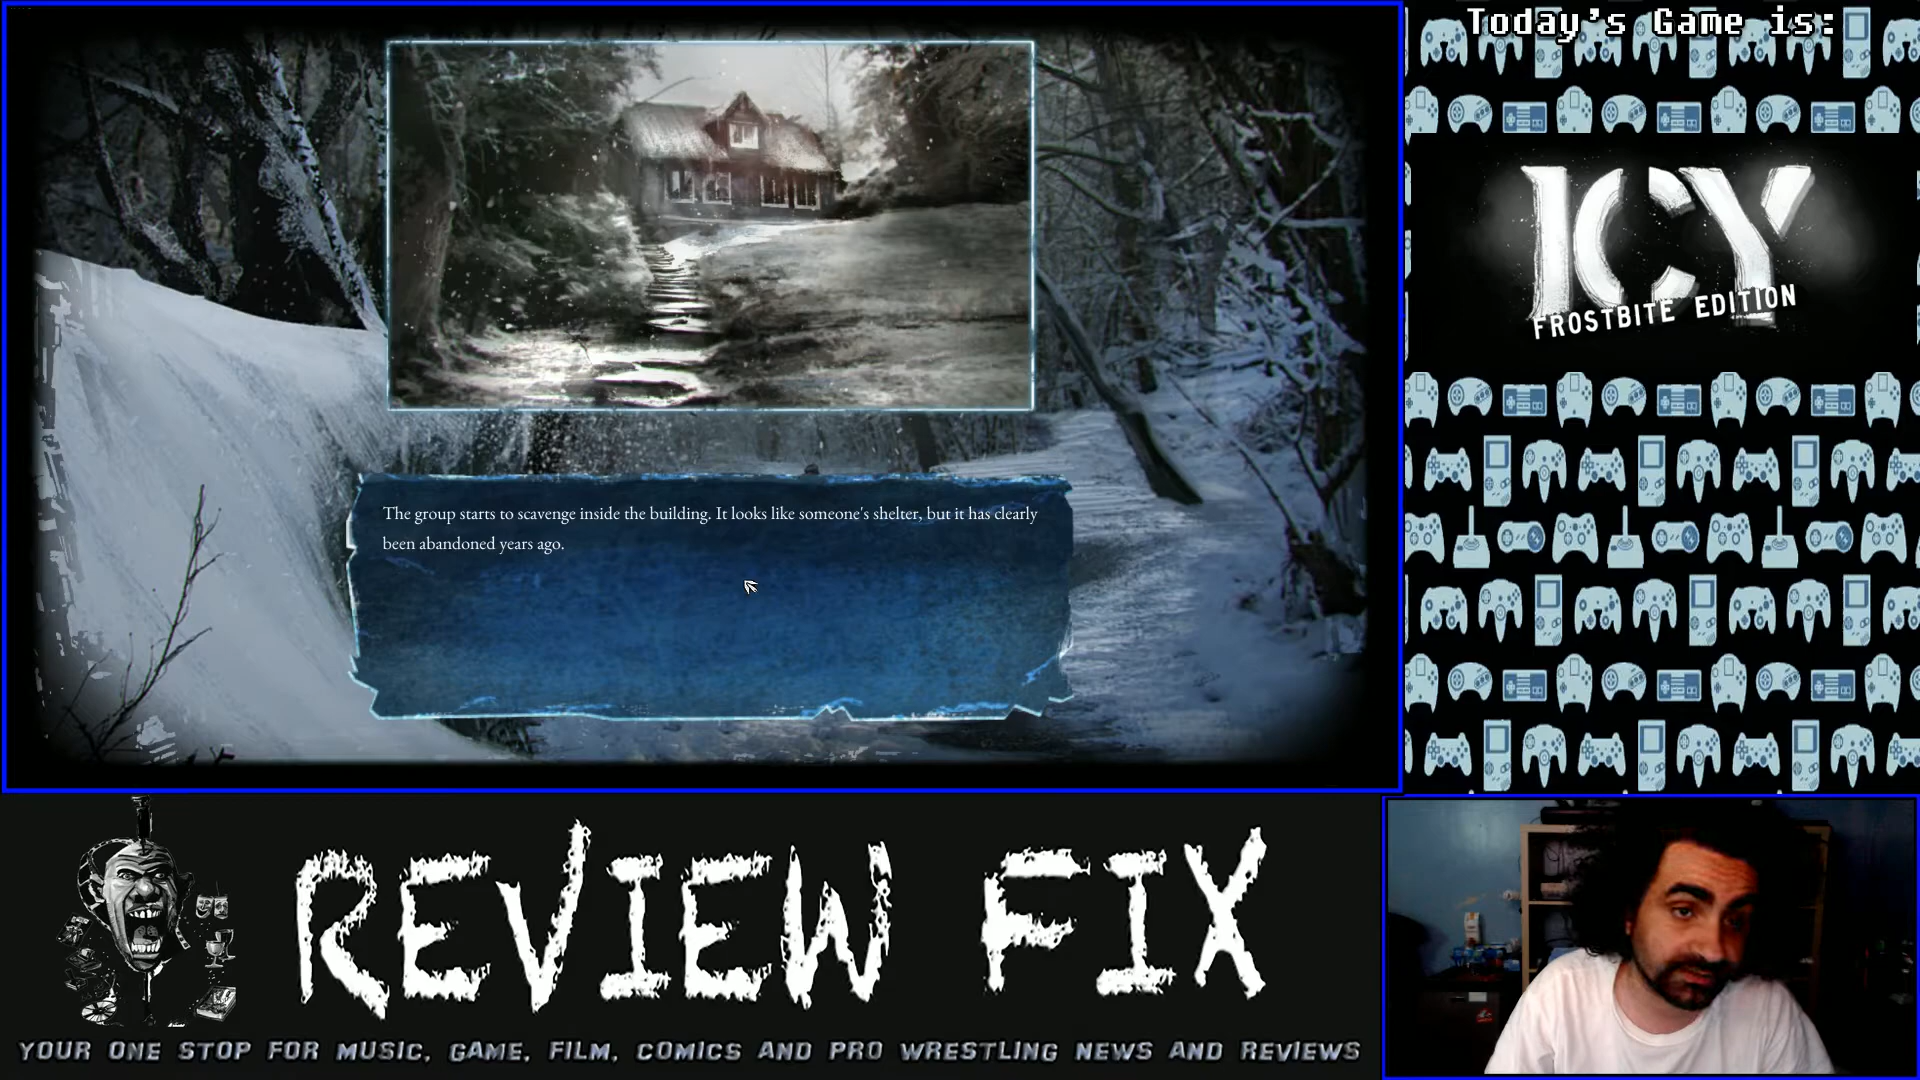 Today's Game is:
ICY
FROSTBITE EDITION
The group starts to scavenge inside the building. It looks like someone's shelter, but it has clearly
been abandoned years ago.
REVIEW FIX
YOUR ONE STOP FOR MUSIC, GAME, FILM, COMICS AND PRO WRESTLING NEWS AND REVIEWS